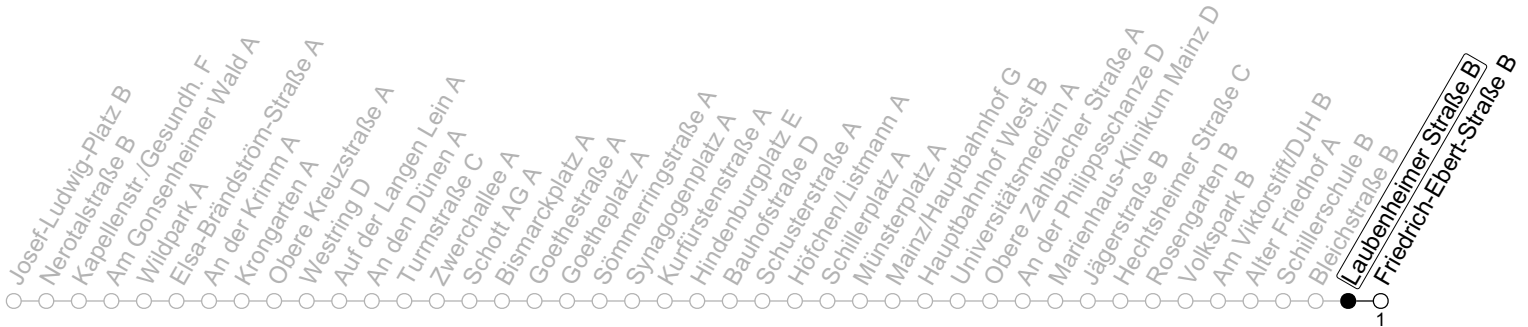 Josef-Ludwig-Platz B
Nerotalstraße B
Kapellenstr./Gesundh. F
Am Gonsenheimer Wald A
Wildpark A
Elsa-Brändström-Straße A
An der Krimm A
Krongarten A
Obere Kreuzstraße A
Westring D
Auf der Langen Lein A
An den Dünen A
Turmstraße C
Zwerchallee A
Schott AG A
Bismarckplatz A
Goethestraße A
Goetheplatz A
Sommerringstraße A
Synagogenplatz A
Kurfürstenstraße A
Hindenburgplatz E
Bauhofstraße D
Schusterstraße A
Höfchen/Listmann A
Schillerplatz A
Münsterplatz A
Mainz/Hauptbahnhof G
Hauptbahnhof West B
Universitätsmedizin A
Obere Zahlbacher Straße A
An der Philippsschanze D
Marienhaus-Klinikum Mainz D
Jägerstraße B
Hechtsheimer Straße C
Rosengarten B
Volkspark B
Am Viktorstift/DJH B
Alter Friedhof A
Schillerschule B
Bleichstraße B
Laubenheimer Straße B
Friedrich-Ebert-Straße B
1